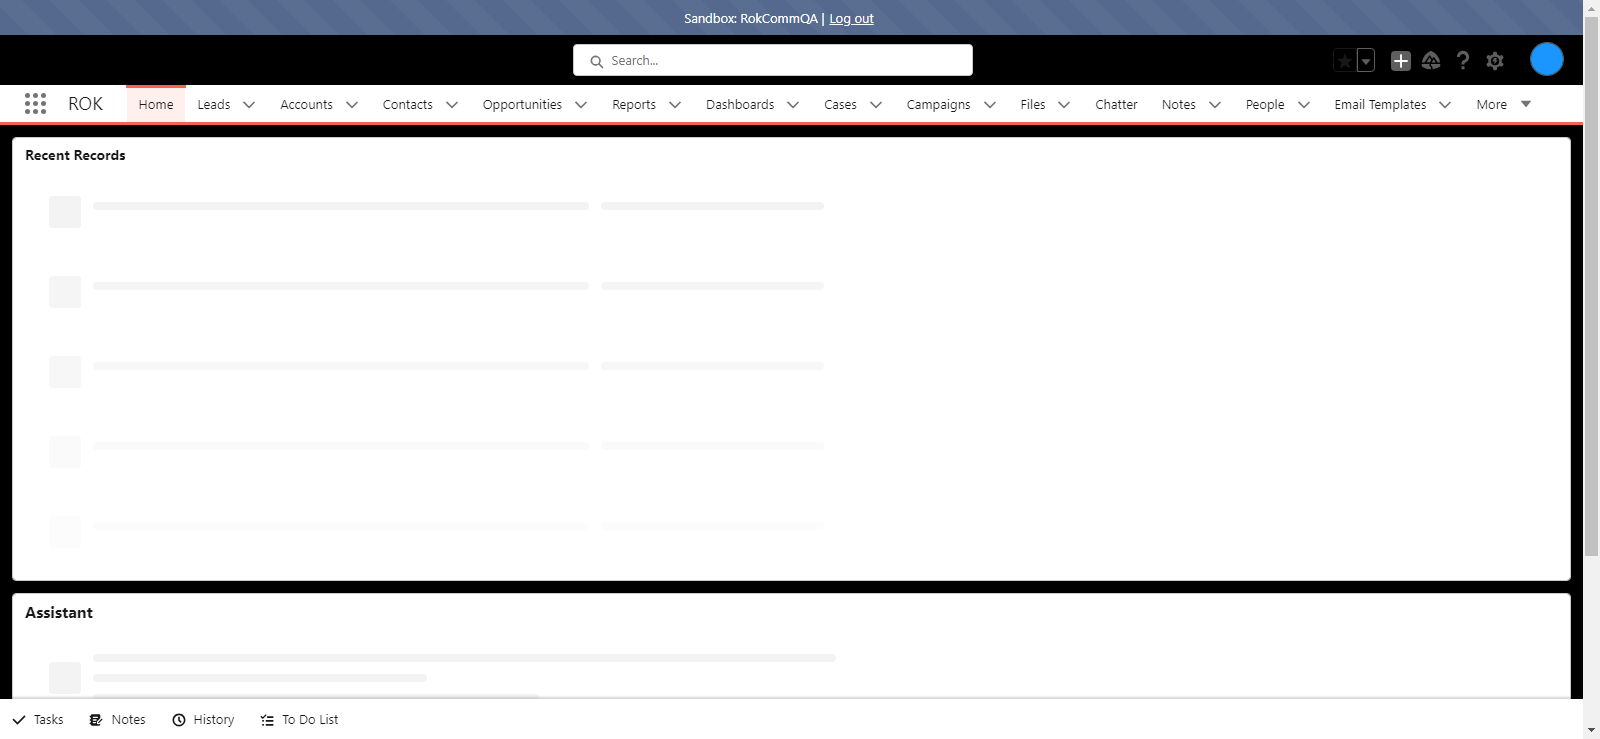 Sandbox: RokCommQA | Log out
Search...
ROK Home Leads Accounts Contacts Opportunities Reports Dashboards Cases Campaigns Files Chatter Notes People Email Templates More
Recent Records
Assistant
Tasks Notes History To Do List